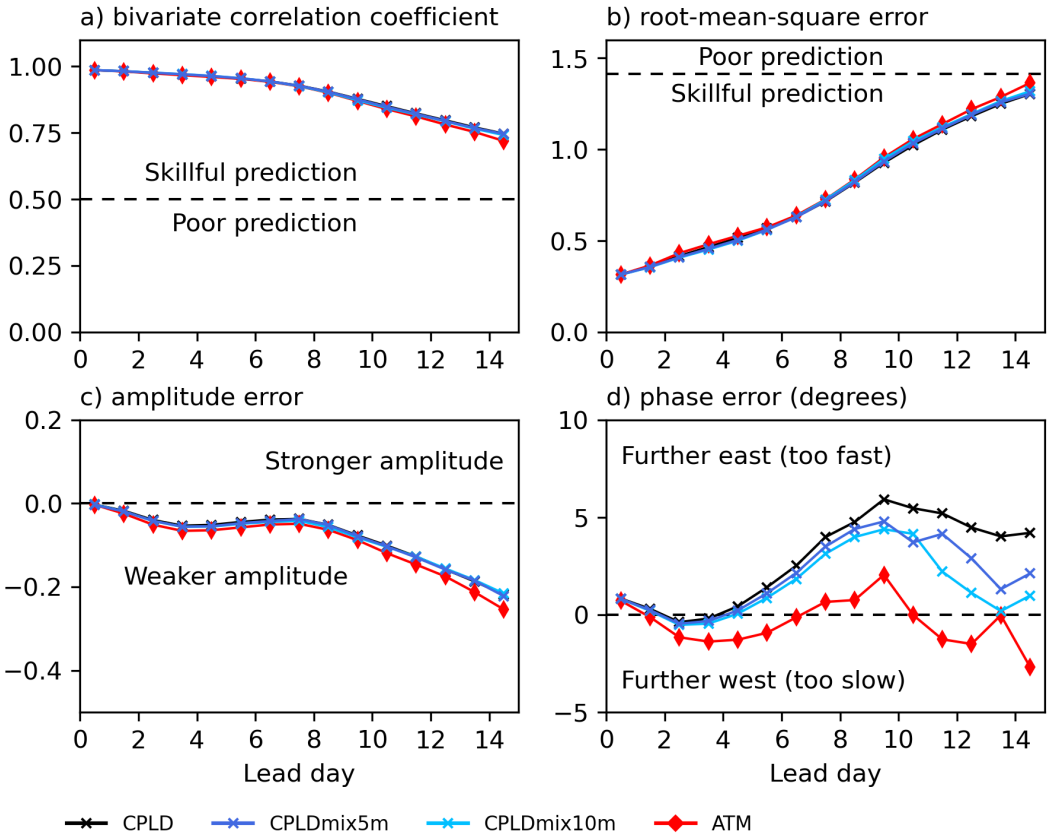 a) bivariate correlation coefficient
1.00
0.75
0.50
0.25
0.00
Skillful prediction
Poor prediction
0 2 4 6 8 10 12 14
b) root-mean-square error
1.5
1.0
0.5
0.0
Poor prediction
Skillful prediction
0 2 4 6 8 10 12 14
c) amplitude error
0.2
0.0
−0.2
−0.4
Stronger amplitude
Weaker amplitude
0 2 4 6 8 10 12 14
Lead day
d) phase error (degrees)
10
5
0
−5
Further east (too fast)
Further west (too slow)
0 2 4 6 8 10 12 14
Lead day
CPLD CPLDmix5m CPLDmix10m ATM